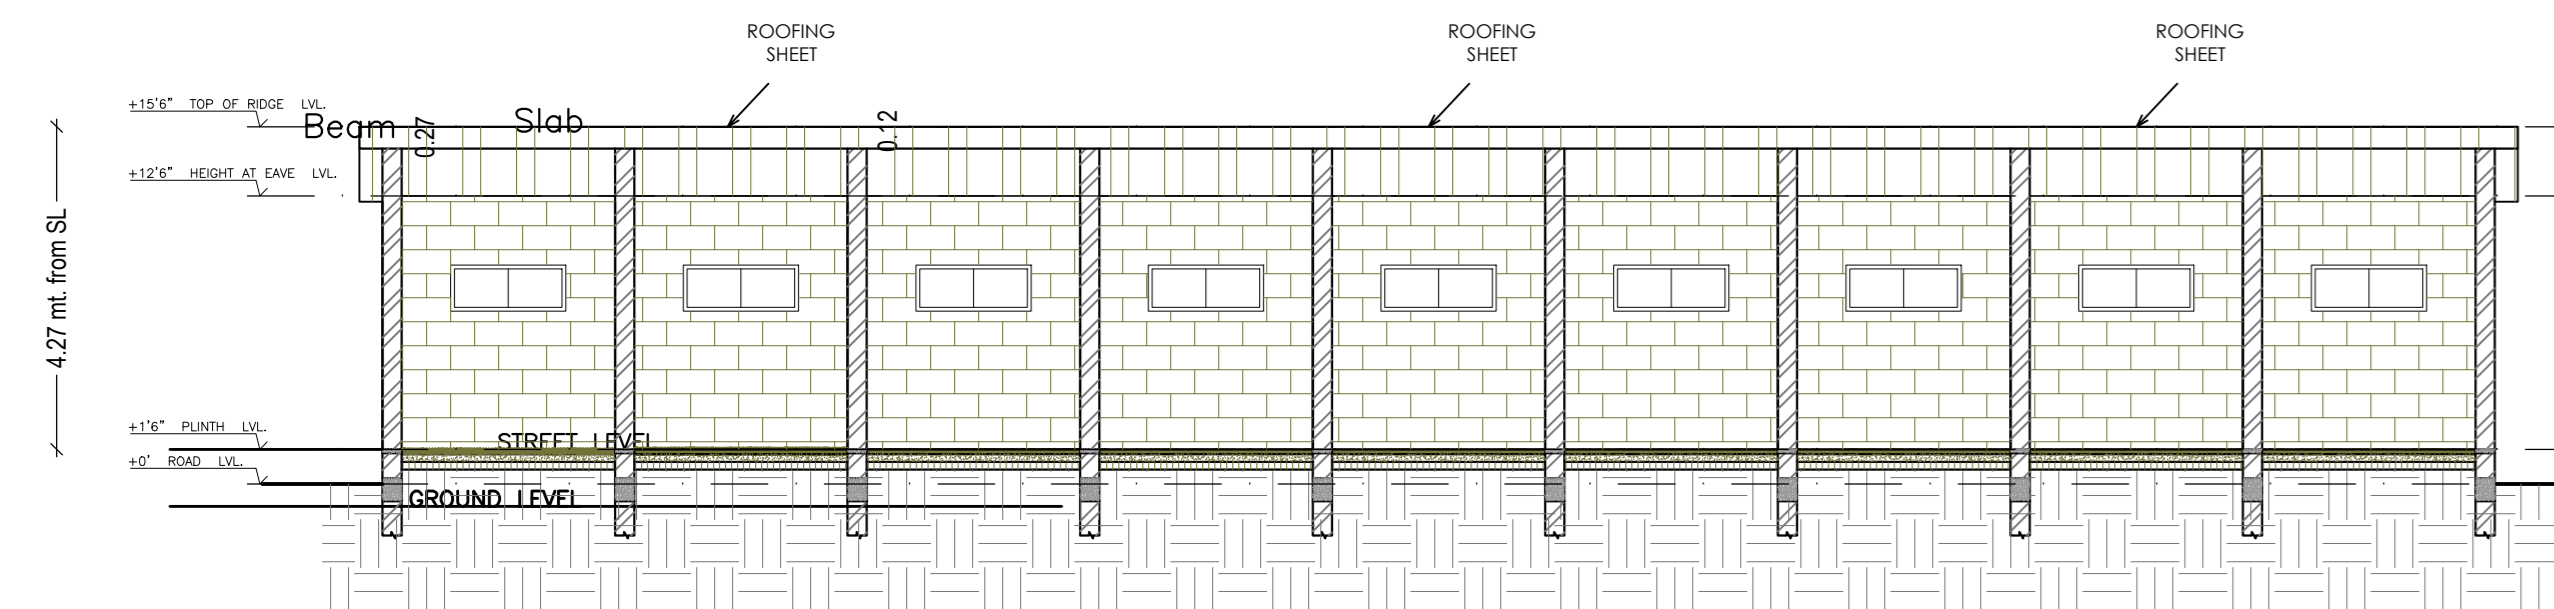 ROOFING
SHEET
ROOFING
SHEET
ROOFING
SHEET
+15'6" TOP OF RIDGE LVL.
Beam
0.27
Slab
0.12
+12'6" HEIGHT AT EAVE LVL.
4.27 mt. from SL
+1'6" PLINTH LVL.
STREET LEVEL
+0' ROAD LVL.
GROUND LEVEL